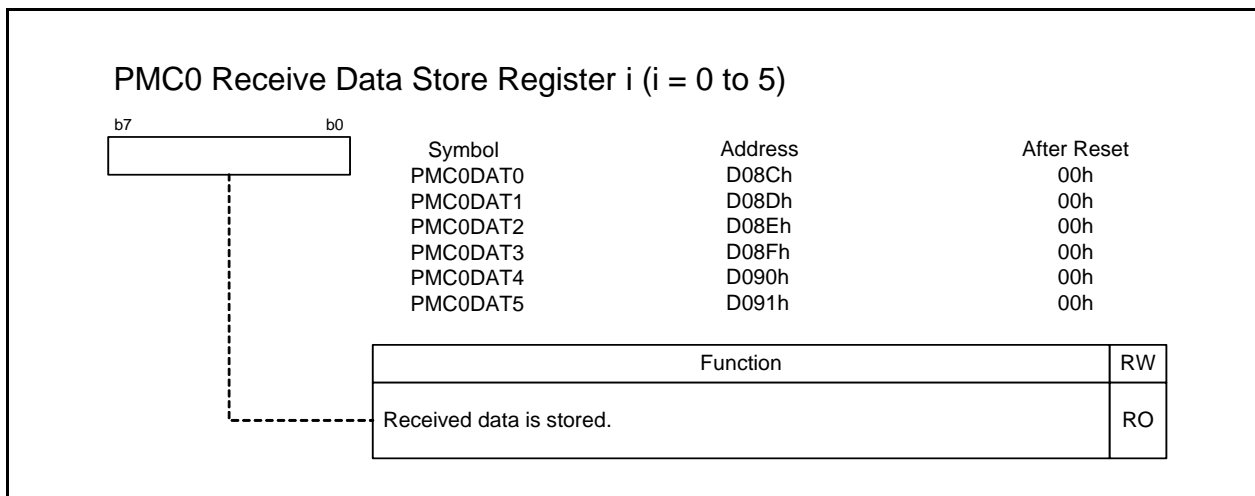 PMC0 Receive Data Store Register i (i = 0 to 5)
b7 b0
Symbol Address After Reset
PMC0DAT0 D08Ch 00h
PMC0DAT1 D08Dh 00h
PMC0DAT2 D08Eh 00h
PMC0DAT3 D08Fh 00h
PMC0DAT4 D090h 00h
PMC0DAT5 D091h 00h
Function RW
Received data is stored. RO